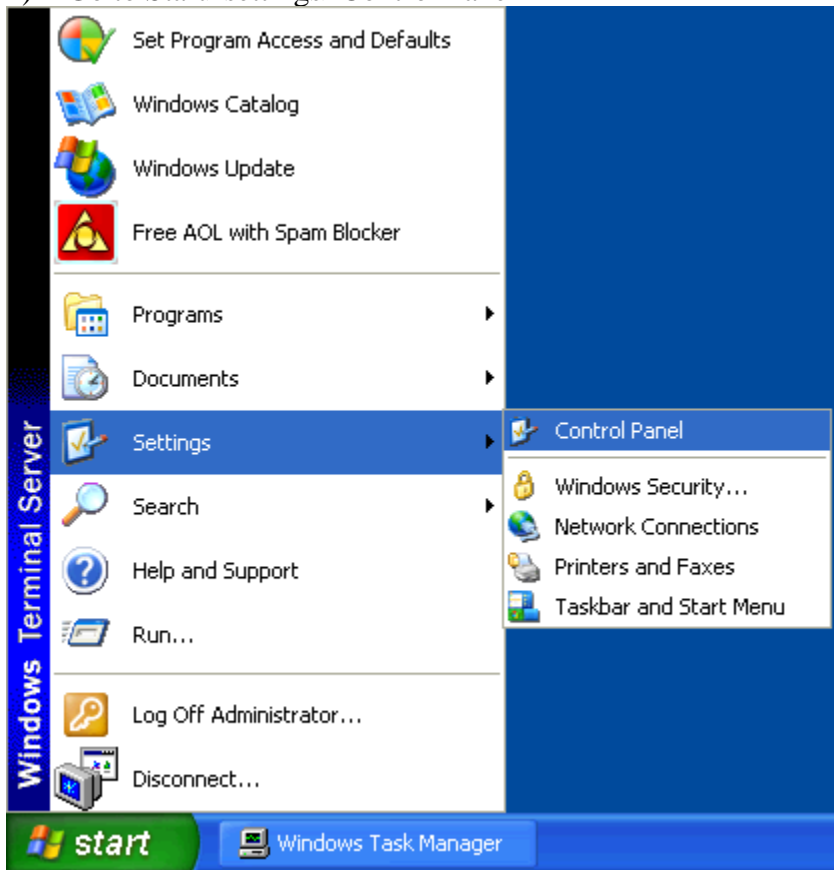 Set Program Access and Defaults
Windows Catalog
Windows Update
Free AOL with Spam Blocker
Programs
Documents
Settings
Search
Help and Support
Run...
Log Off Administrator...
Disconnect...
Control Panel
Windows Security...
Network Connections
Printers and Faxes
Taskbar and Start Menu
Windows Terminal Server
start
Windows Task Manager